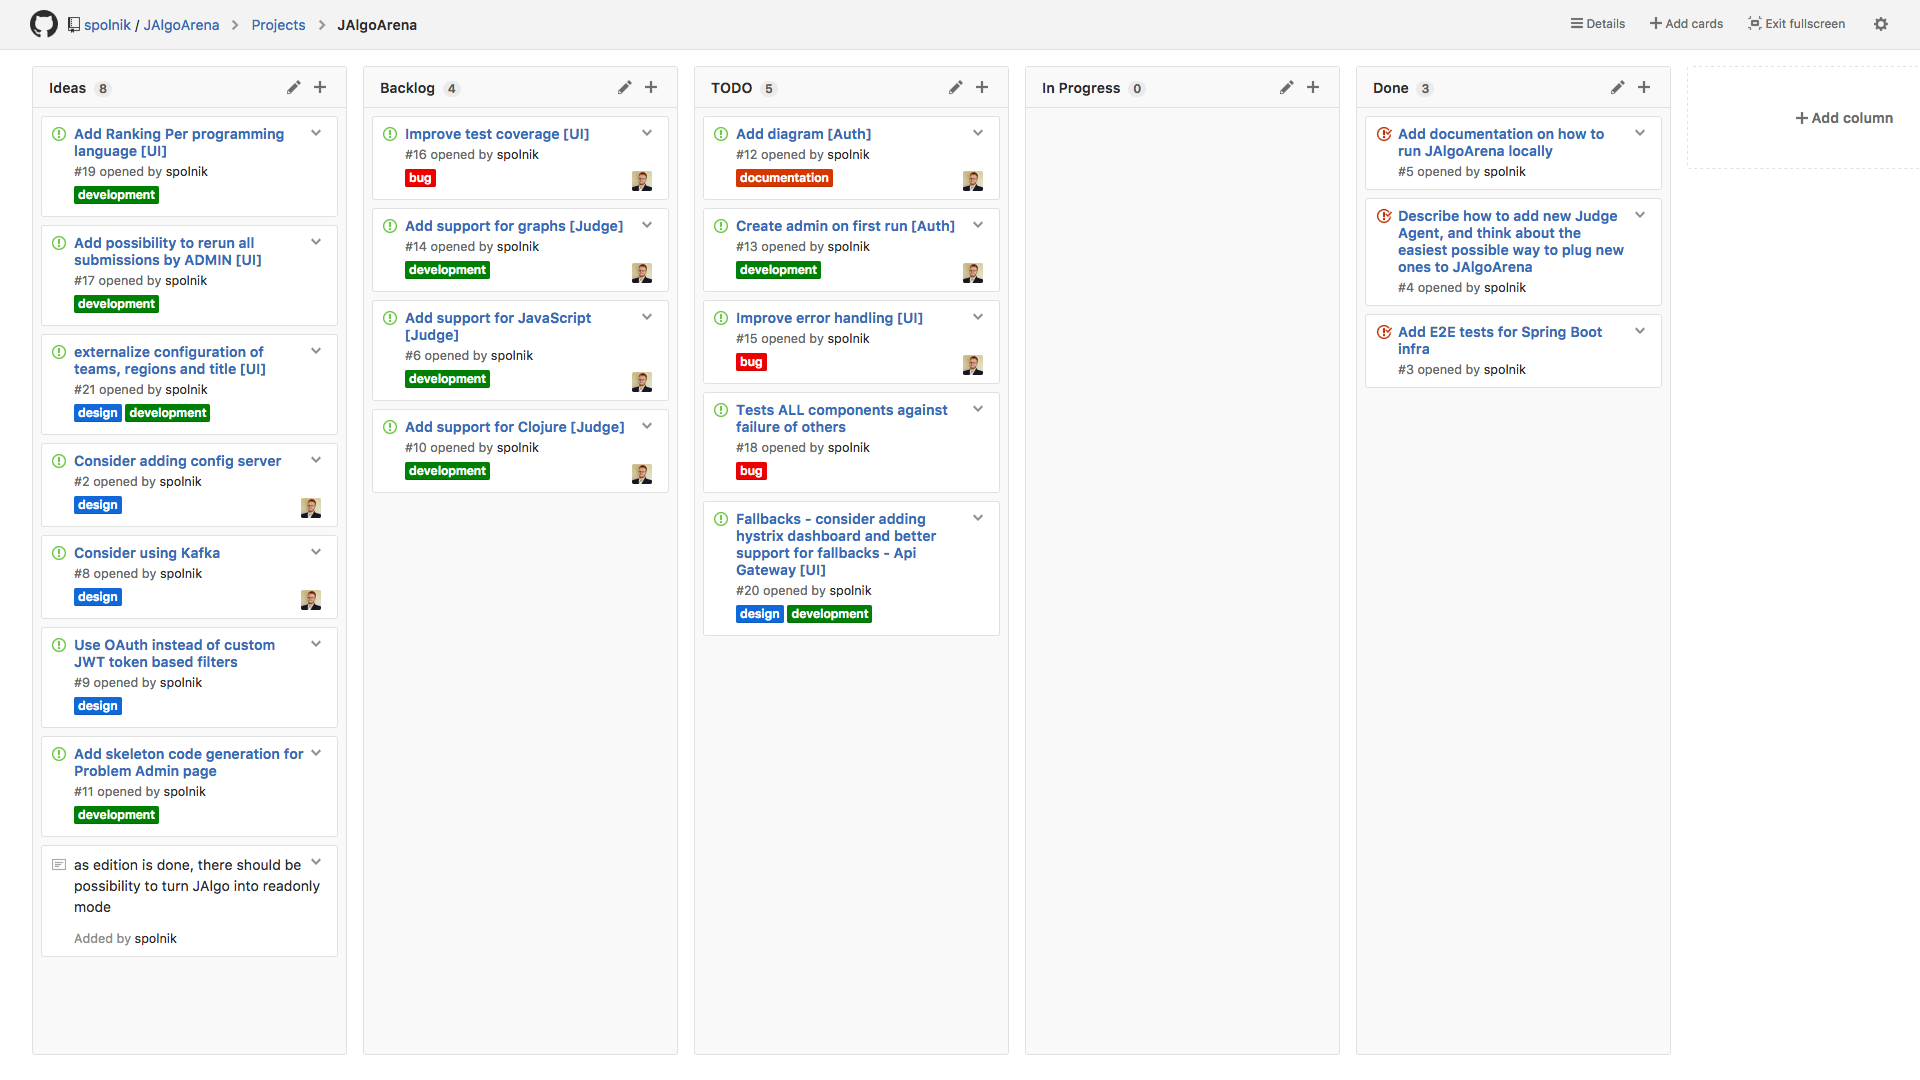 spolnik / JAlgoArena > Projects > JAlgoArena
Details
Add cards
Exit fullscreen
Ideas 8
Add Ranking Per programming
language [UI]
#19 opened by spolnik
development
Add possibility to rerun all
submissions by ADMIN [UI]
#17 opened by spolnik
development
externalize configuration of
teams, regions and title [UI]
#21 opened by spolnik
design development
Consider adding config server
#2 opened by spolnik
design
Consider using Kafka
#8 opened by spolnik
design
Use OAuth instead of custom
JWT token based filters
#9 opened by spolnik
design
Add skeleton code generation for
Problem Admin page
#11 opened by spolnik
development
as edition is done, there should be
possibility to turn JAlgo into readonly
mode
Added by spolnik
Backlog 4
Improve test coverage [UI]
#16 opened by spolnik
bug
Add support for graphs [Judge]
#14 opened by spolnik
development
Add support for JavaScript
[Judge]
#6 opened by spolnik
development
Add support for Clojure [Judge]
#10 opened by spolnik
development
TODO 5
Add diagram [Auth]
#12 opened by spolnik
documentation
Create admin on first run [Auth]
#13 opened by spolnik
development
Improve error handling [UI]
#15 opened by spolnik
bug
Tests ALL components against
failure of others
#18 opened by spolnik
bug
Fallbacks - consider adding
hystrix dashboard and better
support for fallbacks - Api
Gateway [UI]
#20 opened by spolnik
design development
In Progress 0
Done 3
Add documentation on how to
run JAlgoArena locally
#5 opened by spolnik
Describe how to add new Judge
Agent, and think about the
easiest possible way to plug new
ones to JAlgoArena
#4 opened by spolnik
Add E2E tests for Spring Boot
infra
#3 opened by spolnik
Add column